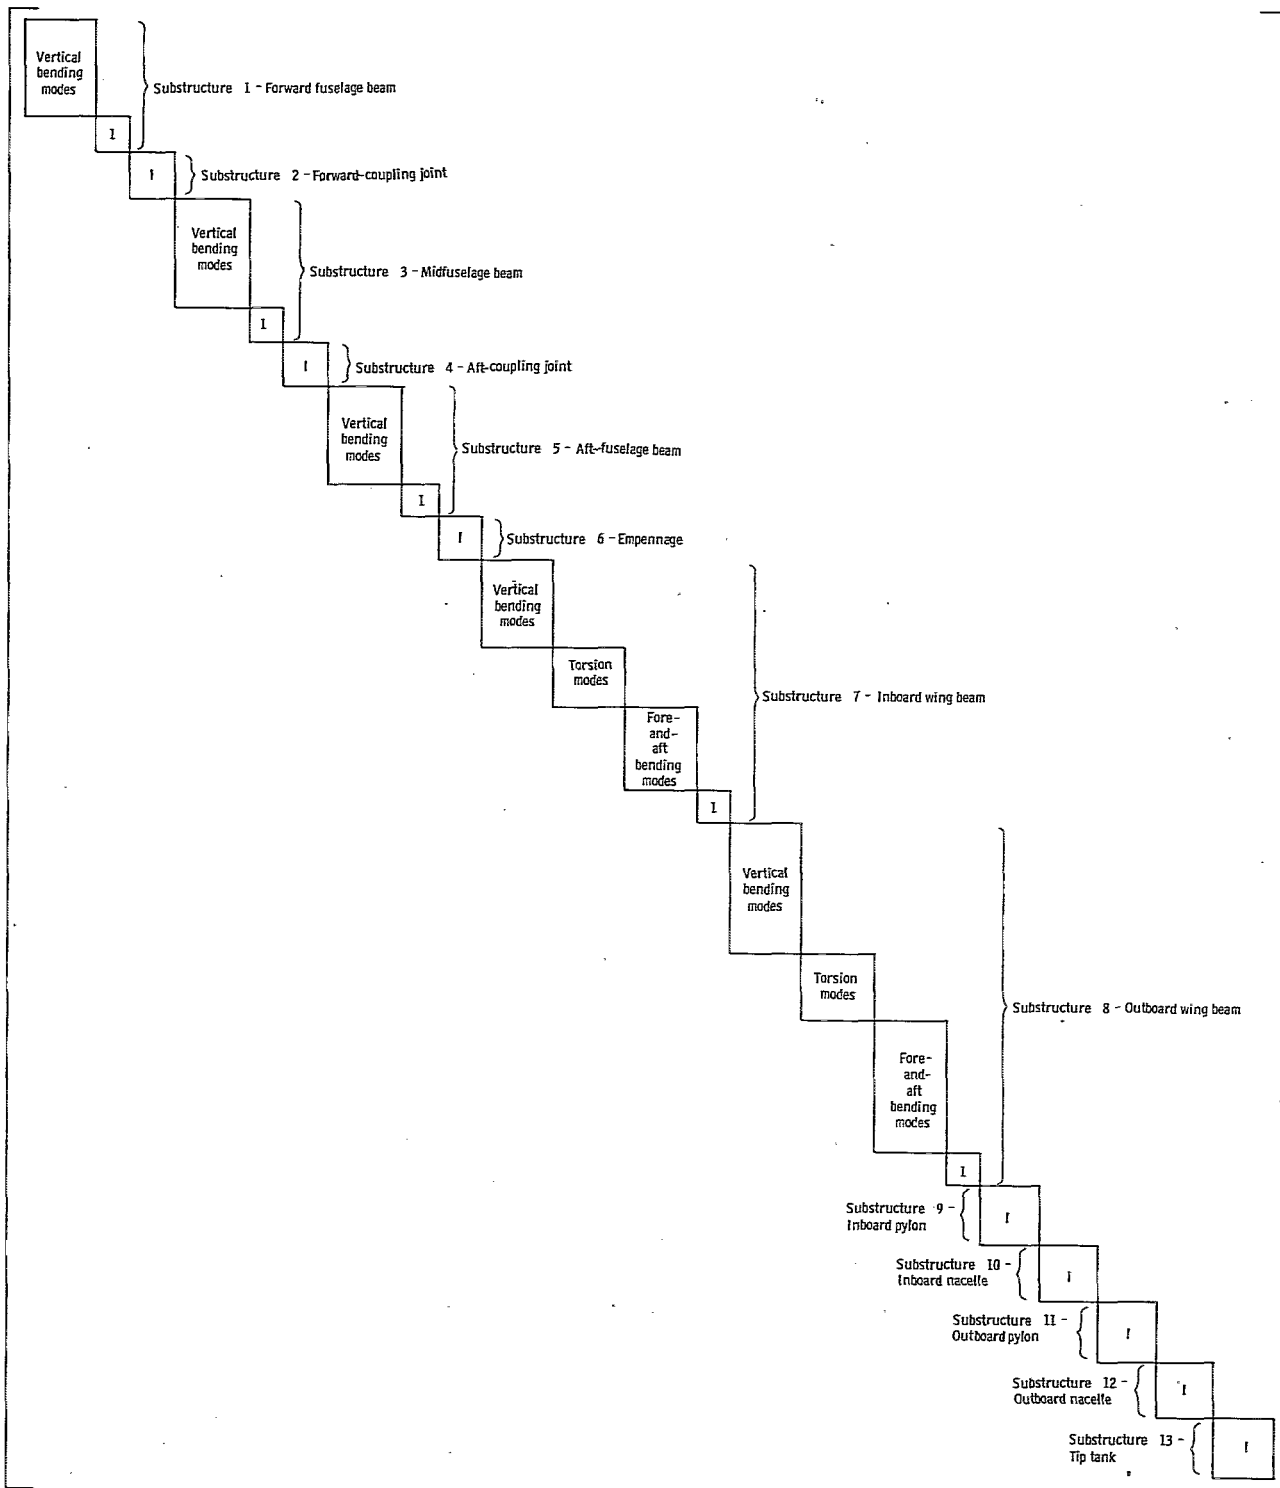 Vertical
bending
modes
Substructure 1 - Forward fuselage beam
I
I
Substructure 2 - Forward-coupling joint
Vertical
bending
modes
Substructure 3 - Midfuselage beam
I
I
Substructure 4 - Aft-coupling joint
Vertical
bending
modes
Substructure 5 - Aft-fuselage beam
I
I
Substructure 6 - Empennage
Vertical
bending
modes
Torsion
modes
Substructure 7 - Inboard wing beam
Fore-
and-
aft
bending
modes
I
Vertical
bending
modes
Torsion
modes
Substructure 8 - Outboard wing beam
Fore-
and-
aft
bending
modes
I
Substructure 9 -
Inboard pylon
I
Substructure 10 -
Inboard nacelle
I
Substructure 11 -
Outboard pylon
I
Substructure 12 -
Outboard nacelle
I
Substructure 13 -
Tip tank
I